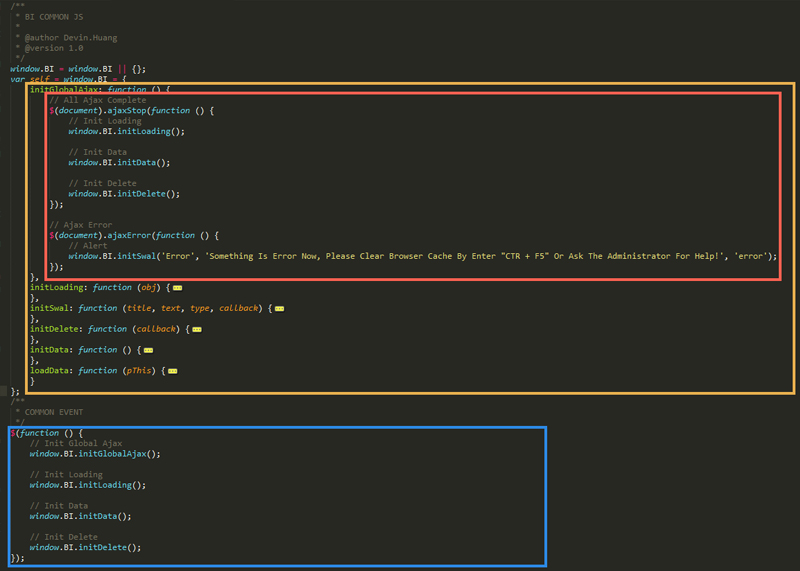 /**
 * BI COMMON JS
 *
 * @author Devin.Huang
 * @version 1.0
 */
window.BI = window.BI || {};
var self = window.BI = {
initGlobalAjax: function () {
// All Ajax Complete
$(document).ajaxStop(function () {
// Init Loading
window.BI.initLoading();
// Init Data
window.BI.initData();
// Init Delete
window.BI.initDelete();
});
// Ajax Error
$(document).ajaxError(function () {
// Alert
window.BI.initSwal('Error', 'Something Is Error Now, Please Clear Browser Cache By Enter "CTR + F5" Or Ask The Administrator For Help!', 'error');
});
},
initLoading: function (obj) {
},
initSwal: function (title, text, type, callback) {
},
initDelete: function (callback) {
},
initData: function () {
},
loadData: function (pThis) {
}
};
/**
 * COMMON EVENT
 */
$(function () {
// Init Global Ajax
window.BI.initGlobalAjax();
// Init Loading
window.BI.initLoading();
// Init Data
window.BI.initData();
// Init Delete
window.BI.initDelete();
});